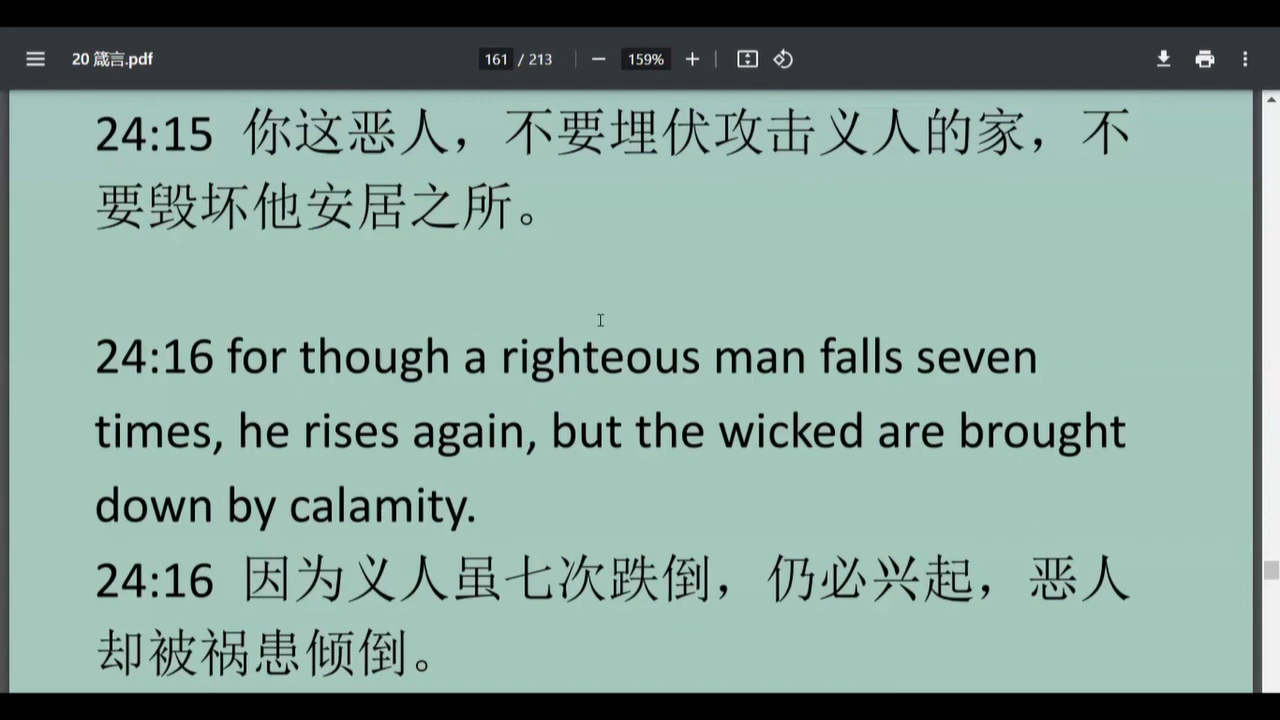 20 箴言.pdf
161 / 213
159%
24:15 你这恶人，不要埋伏攻击义人的家，不
要毁坏他安居之所。
24:16 for though a righteous man falls seven
times, he rises again, but the wicked are brought
down by calamity.
24:16 因为义人虽七次跌倒，仍必兴起，恶人
却被祸患倾倒。